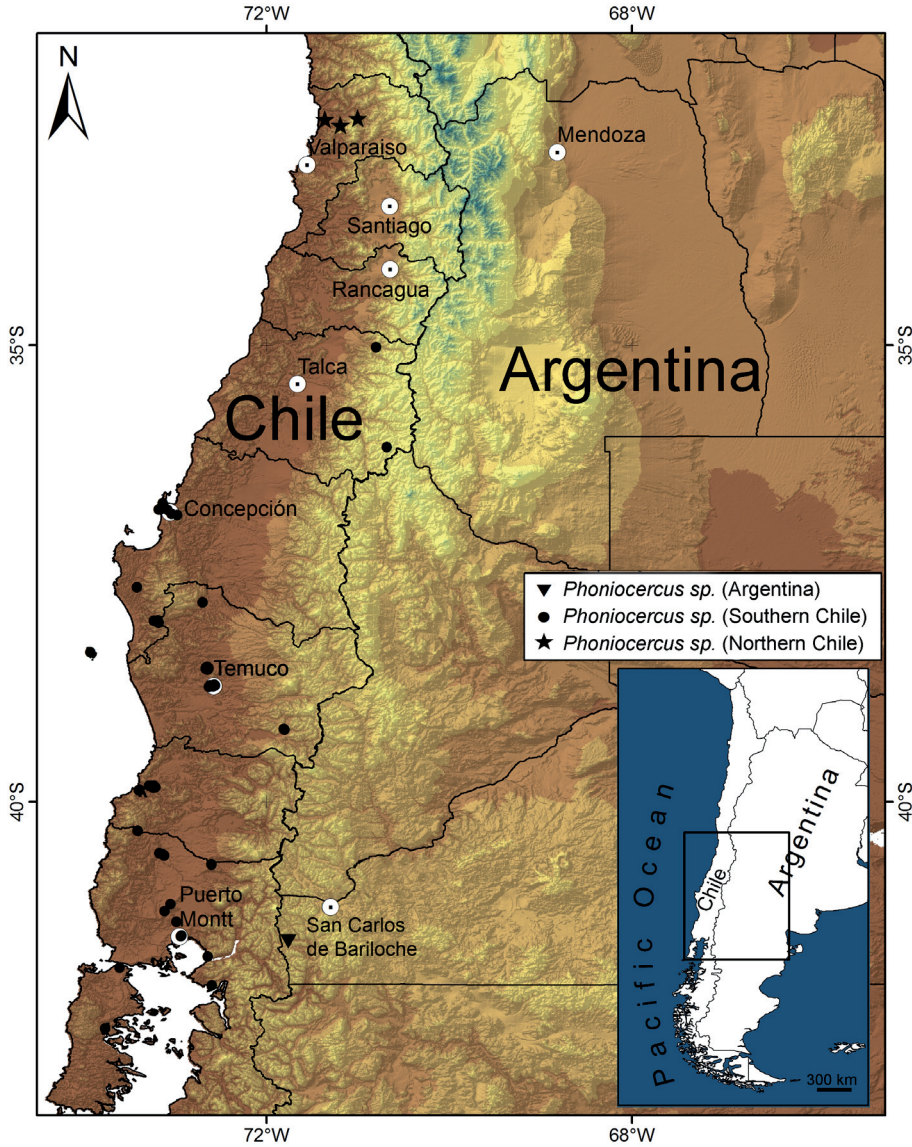 72°W
68°W
N
Mendoza
Valparaiso
Santiago
Rancagua
35°S
35°S
Argentina
Talca
Chile
Concepción
Phoniocercus sp. (Argentina)
Phoniocercus sp. (Southern Chile)
Phoniocercus sp. (Northern Chile)
Temuco
40°S
40°S
Puerto
Montt
San Carlos
de Bariloche
Pacific Ocean
Chile
Argentina
300 km
72°W
68°W